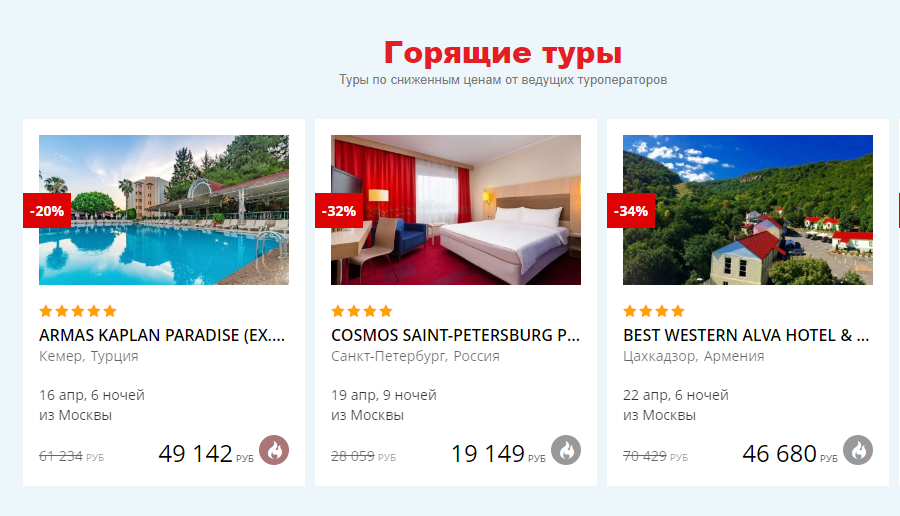 Горящие туры
Туры по сниженным ценам от ведущих туроператоров
-20%
ARMAS KAPLAN PARADISE (EX....
Кемер, Турция
16 апр, 6 ночей
из Москвы
61 234 РУБ 49 142 РУБ
-32%
COSMOS SAINT-PETERSBURG P...
Санкт-Петербург, Россия
19 апр, 9 ночей
из Москвы
28 059 РУБ 19 149 РУБ
-34%
BEST WESTERN ALVA HOTEL & ...
Цахкадзор, Армения
22 апр, 6 ночей
из Москвы
70 429 РУБ 46 680 РУБ